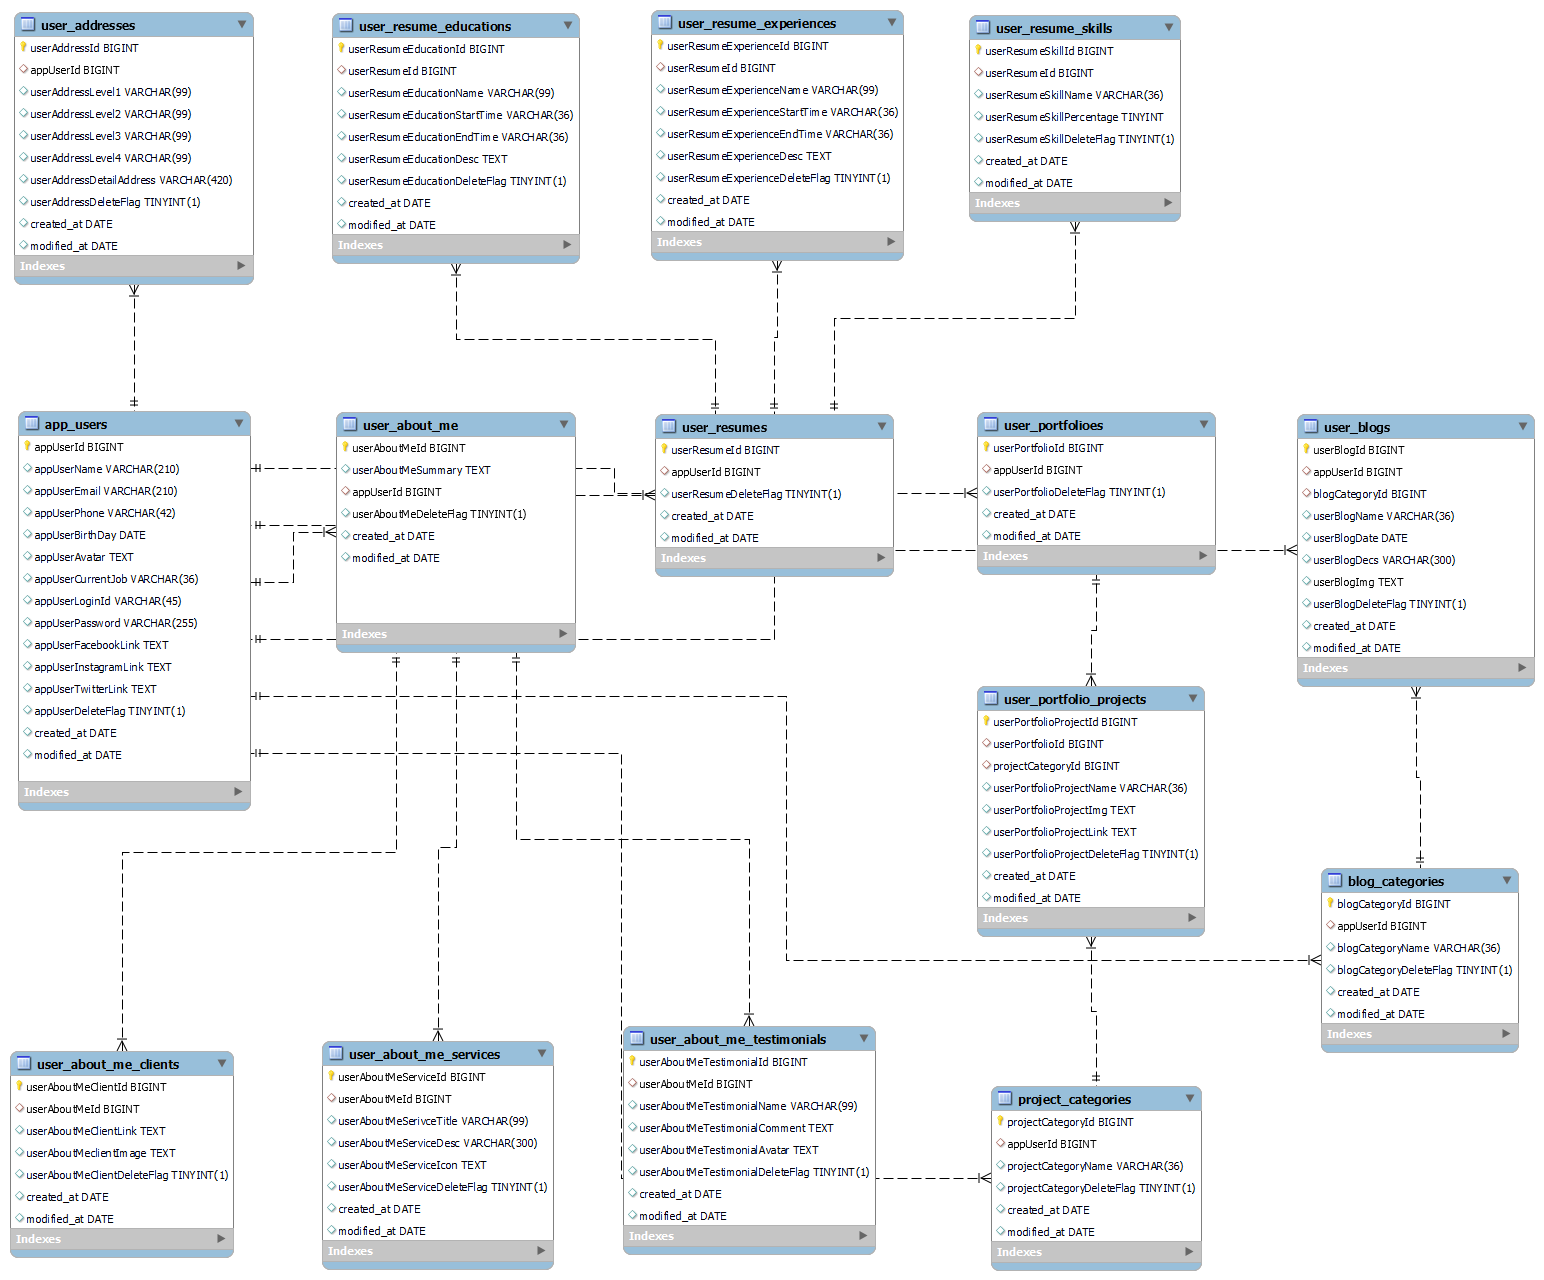 user_addresses
userAddressId BIGINT
appUserId BIGINT
userAddressLevel1 VARCHAR(99)
userAddressLevel2 VARCHAR(99)
userAddressLevel3 VARCHAR(99)
userAddressLevel4 VARCHAR(99)
userAddressDetailAddress VARCHAR(420)
userAddressDeleteFlag TINYINT(1)
created_at DATE
modified_at DATE
Indexes
user_resume_educations
userResumeEducationId BIGINT
userResumeId BIGINT
userResumeEducationName VARCHAR(99)
userResumeEducationStartTime VARCHAR(36)
userResumeEducationEndTime VARCHAR(36)
userResumeEducationDesc TEXT
userResumeEducationDeleteFlag TINYINT(1)
created_at DATE
modified_at DATE
Indexes
user_resume_experiences
userResumeExperienceId BIGINT
userResumeId BIGINT
userResumeExperienceName VARCHAR(99)
userResumeExperienceStartTime VARCHAR(36)
userResumeExperienceEndTime VARCHAR(36)
userResumeExperienceDesc TEXT
userResumeExperienceDeleteFlag TINYINT(1)
created_at DATE
modified_at DATE
Indexes
user_resume_skills
userResumeSkillId BIGINT
userResumeId BIGINT
userResumeSkillName VARCHAR(36)
userResumeSkillPercentage TINYINT
userResumeSkillDeleteFlag TINYINT(1)
created_at DATE
modified_at DATE
Indexes
app_users
appUserId BIGINT
appUserName VARCHAR(210)
appUserEmail VARCHAR(210)
appUserPhone VARCHAR(42)
appUserBirthDay DATE
appUserAvatar TEXT
appUserCurrentJob VARCHAR(36)
appUserLoginId VARCHAR(45)
appUserPassword VARCHAR(255)
appUserFacebookLink TEXT
appUserInstagramLink TEXT
appUserTwitterLink TEXT
appUserDeleteFlag TINYINT(1)
created_at DATE
modified_at DATE
Indexes
user_about_me
userAboutMeId BIGINT
userAboutMeSummary TEXT
appUserId BIGINT
userAboutMeDeleteFlag TINYINT(1)
created_at DATE
modified_at DATE
Indexes
user_resumes
userResumeId BIGINT
appUserId BIGINT
userResumeDeleteFlag TINYINT(1)
created_at DATE
modified_at DATE
Indexes
user_portfolioes
userPortfolioId BIGINT
appUserId BIGINT
userPortfolioDeleteFlag TINYINT(1)
created_at DATE
modified_at DATE
Indexes
user_blogs
userBlogId BIGINT
appUserId BIGINT
blogCategoryId BIGINT
userBlogName VARCHAR(36)
userBlogDate DATE
userBlogDecs VARCHAR(300)
userBlogImg TEXT
userBlogDeleteFlag TINYINT(1)
created_at DATE
modified_at DATE
Indexes
user_portfolio_projects
userPortfolioProjectId BIGINT
userPortfolioId BIGINT
projectCategoryId BIGINT
userPortfolioProjectName VARCHAR(36)
userPortfolioProjectImg TEXT
userPortfolioProjectLink TEXT
userPortfolioProjectDeleteFlag TINYINT(1)
created_at DATE
modified_at DATE
Indexes
blog_categories
blogCategoryId BIGINT
appUserId BIGINT
blogCategoryName VARCHAR(36)
blogCategoryDeleteFlag TINYINT(1)
created_at DATE
modified_at DATE
Indexes
user_about_me_clients
userAboutMeClientId BIGINT
userAboutMeId BIGINT
userAboutMeClientLink TEXT
userAboutMeclientImage TEXT
userAboutMeClientDeleteFlag TINYINT(1)
created_at DATE
modified_at DATE
Indexes
user_about_me_services
userAboutMeServiceId BIGINT
userAboutMeId BIGINT
userAboutMeSerivceTitle VARCHAR(99)
userAboutMeServiceDesc VARCHAR(300)
userAboutMeServiceIcon TEXT
userAboutMeServiceDeleteFlag TINYINT(1)
created_at DATE
modified_at DATE
Indexes
user_about_me_testimonials
userAboutMeTestimonialId BIGINT
userAboutMeId BIGINT
userAboutMeTestimonialName VARCHAR(99)
userAboutMeTestimonialComment TEXT
userAboutMeTestimonialAvatar TEXT
userAboutMeTestimonialDeleteFlag TINYINT(1)
created_at DATE
modified_at DATE
Indexes
project_categories
projectCategoryId BIGINT
appUserId BIGINT
projectCategoryName VARCHAR(36)
projectCategoryDeleteFlag TINYINT(1)
created_at DATE
modified_at DATE
Indexes